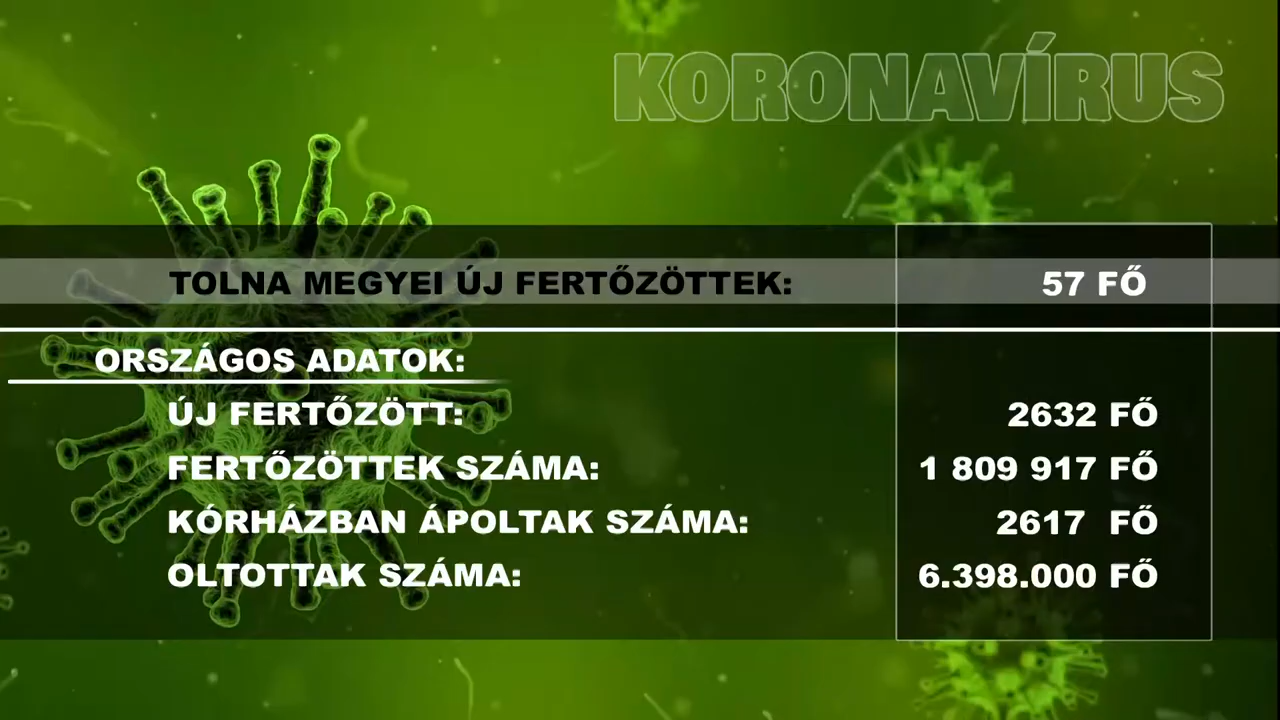 KORONAVÍRUS
TOLNA MEGYEI ÚJ FERTŐZÖTTEK: 57 FŐ
ORSZÁGOS ADATOK:
ÚJ FERTŐZÖTT: 2632 FŐ
FERTŐZÖTTEK SZÁMA: 1 809 917 FŐ
KÓRHÁZBAN ÁPOLTAK SZÁMA: 2617 FŐ
OLTOTTAK SZÁMA: 6.398.000 FŐ